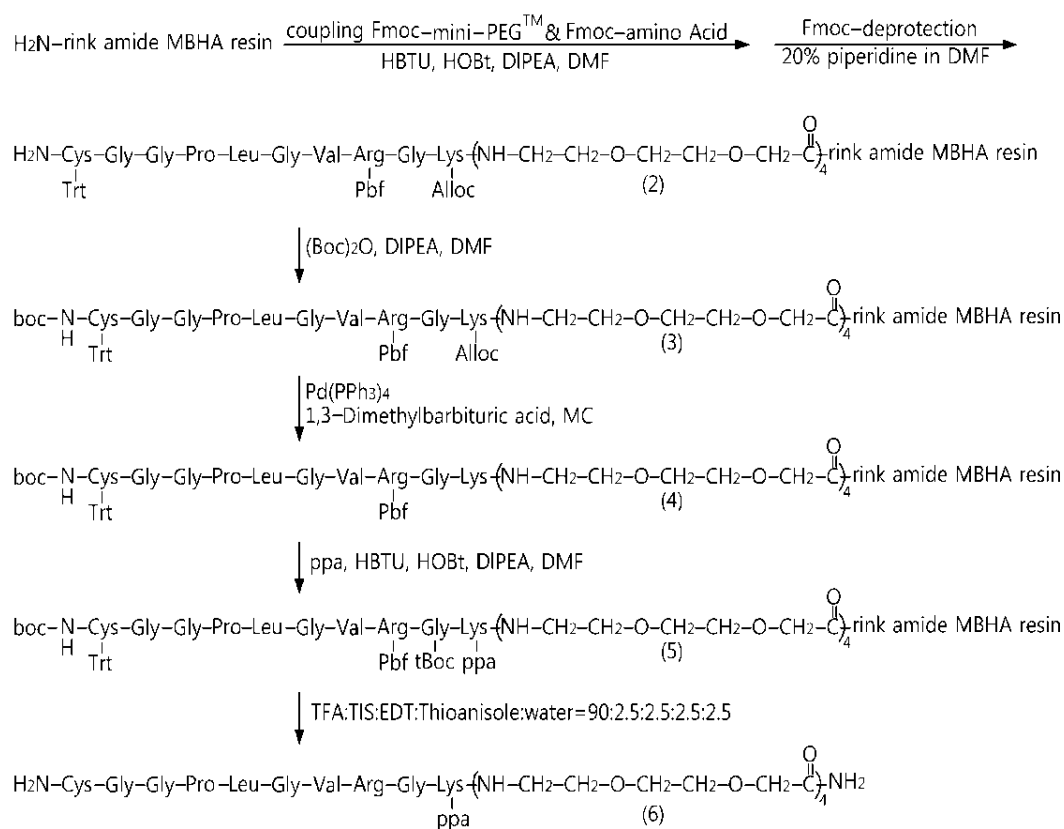 H2N-rink amide MBHA resin coupling Fmoc-mini-PEG™ & Fmoc-amino Acid Fmoc-deprotection
HBTU, HOBt, DIPEA, DMF 20% piperidine in DMF
O
H2N-Cys-Gly-Gly-Pro-Leu-Gly-Val-Arg-Gly-Lys-(NH-CH2-CH2-O-CH2-CH2-O-CH2-C)4-rink amide MBHA resin
Trt Pbf Alloc (2)
(Boc)2O, DIPEA, DMF
O
boc-N-Cys-Gly-Gly-Pro-Leu-Gly-Val-Arg-Gly-Lys-(NH-CH2-CH2-O-CH2-CH2-O-CH2-C)4-rink amide MBHA resin
H Trt Pbf Alloc (3)
Pd(PPh3)4
1,3-Dimethylbarbituric acid, MC
O
boc-N-Cys-Gly-Gly-Pro-Leu-Gly-Val-Arg-Gly-Lys-(NH-CH2-CH2-O-CH2-CH2-O-CH2-C)4-rink amide MBHA resin
H Trt Pbf (4)
ppa, HBTU, HOBt, DIPEA, DMF
O
boc-N-Cys-Gly-Gly-Pro-Leu-Gly-Val-Arg-Gly-Lys-(NH-CH2-CH2-O-CH2-CH2-O-CH2-C)4-rink amide MBHA resin
H Trt Pbf tBoc ppa (5)
TFA:TIS:EDT:Thioanisole:water=90:2.5:2.5:2.5:2.5
O
H2N-Cys-Gly-Gly-Pro-Leu-Gly-Val-Arg-Gly-Lys-(NH-CH2-CH2-O-CH2-CH2-O-CH2-C)4-NH2
ppa (6)